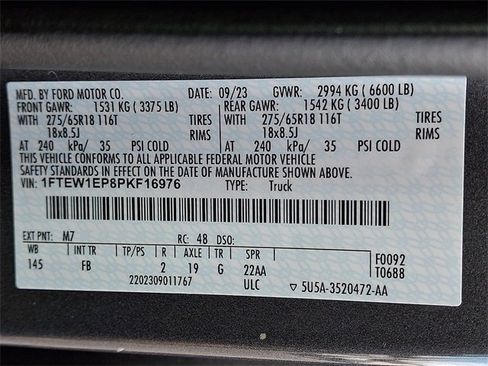 MFD. BY FORD MOTOR CO. DATE: 09/23 GVWR: 2994 KG ( 6600 LB)
FRONT GAWR: 1531 KG ( 3375 LB) REAR GAWR: 1542 KG ( 3400 LB)
WITH 275/65R18 116T TIRES WITH 275/65R18 116T TIRES
18x8.5J RIMS 18x8.5J RIMS
AT 240 kPa/ 35 PSI COLD AT 240 kPa/ 35 PSI COLD
THIS VEHICLE CONFORMS TO ALL APPLICABLE FEDERAL MOTOR VEHICLE
SAFETY STANDARDS IN EFFECT ON THE DATE OF MANUFACTURE SHOWN ABOVE.
VIN: 1FTEW1EP8PKF16976 TYPE: Truck
EXT PNT: M7 RC: 48 DSO: F0092
WB INT TR TP/PS R AXLE TR SPR T0688
145 FB 2 19 G 22AA
2202309011767 ULC ▽ 5U5A-3520472-AA